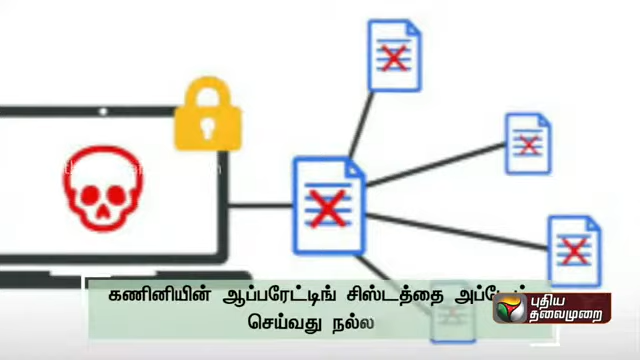 கணினியின் ஆப்பரேட்டிங் சிஸ்டத்தை
செய்வது நல்ல
புதிய
தலைமுறை